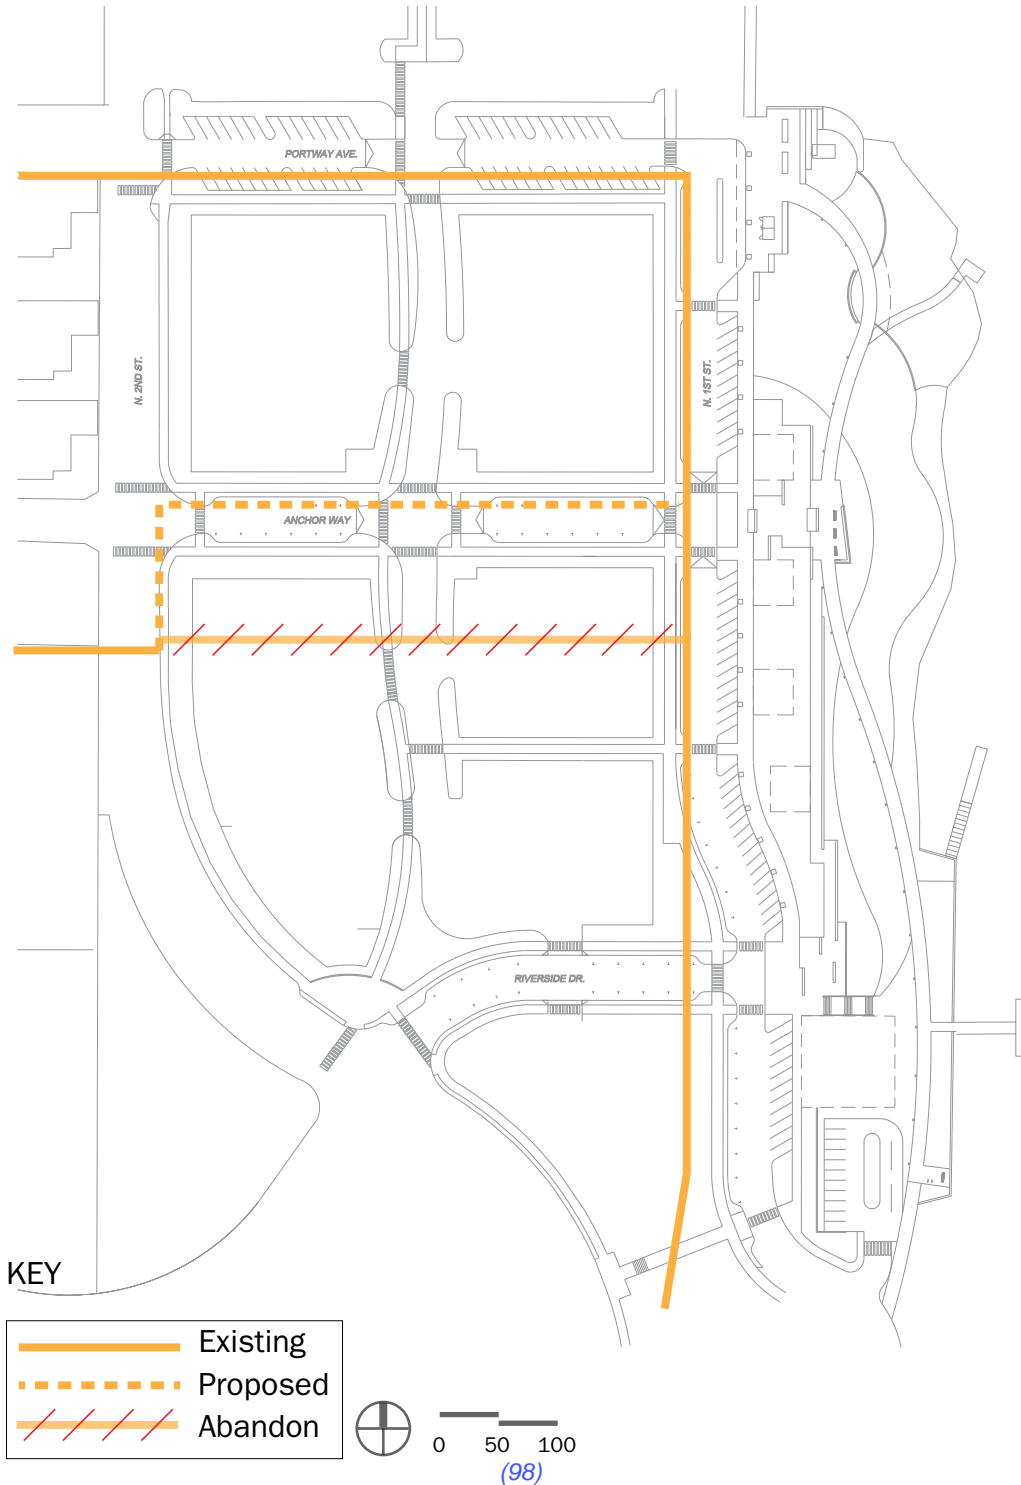 PORTWAY AVE.
N. 2ND ST.
N. 1ST ST.
ANCHOR WAY
RIVERSIDE DR.
KEY
Existing
Proposed
Abandon
0 50 100
(98)